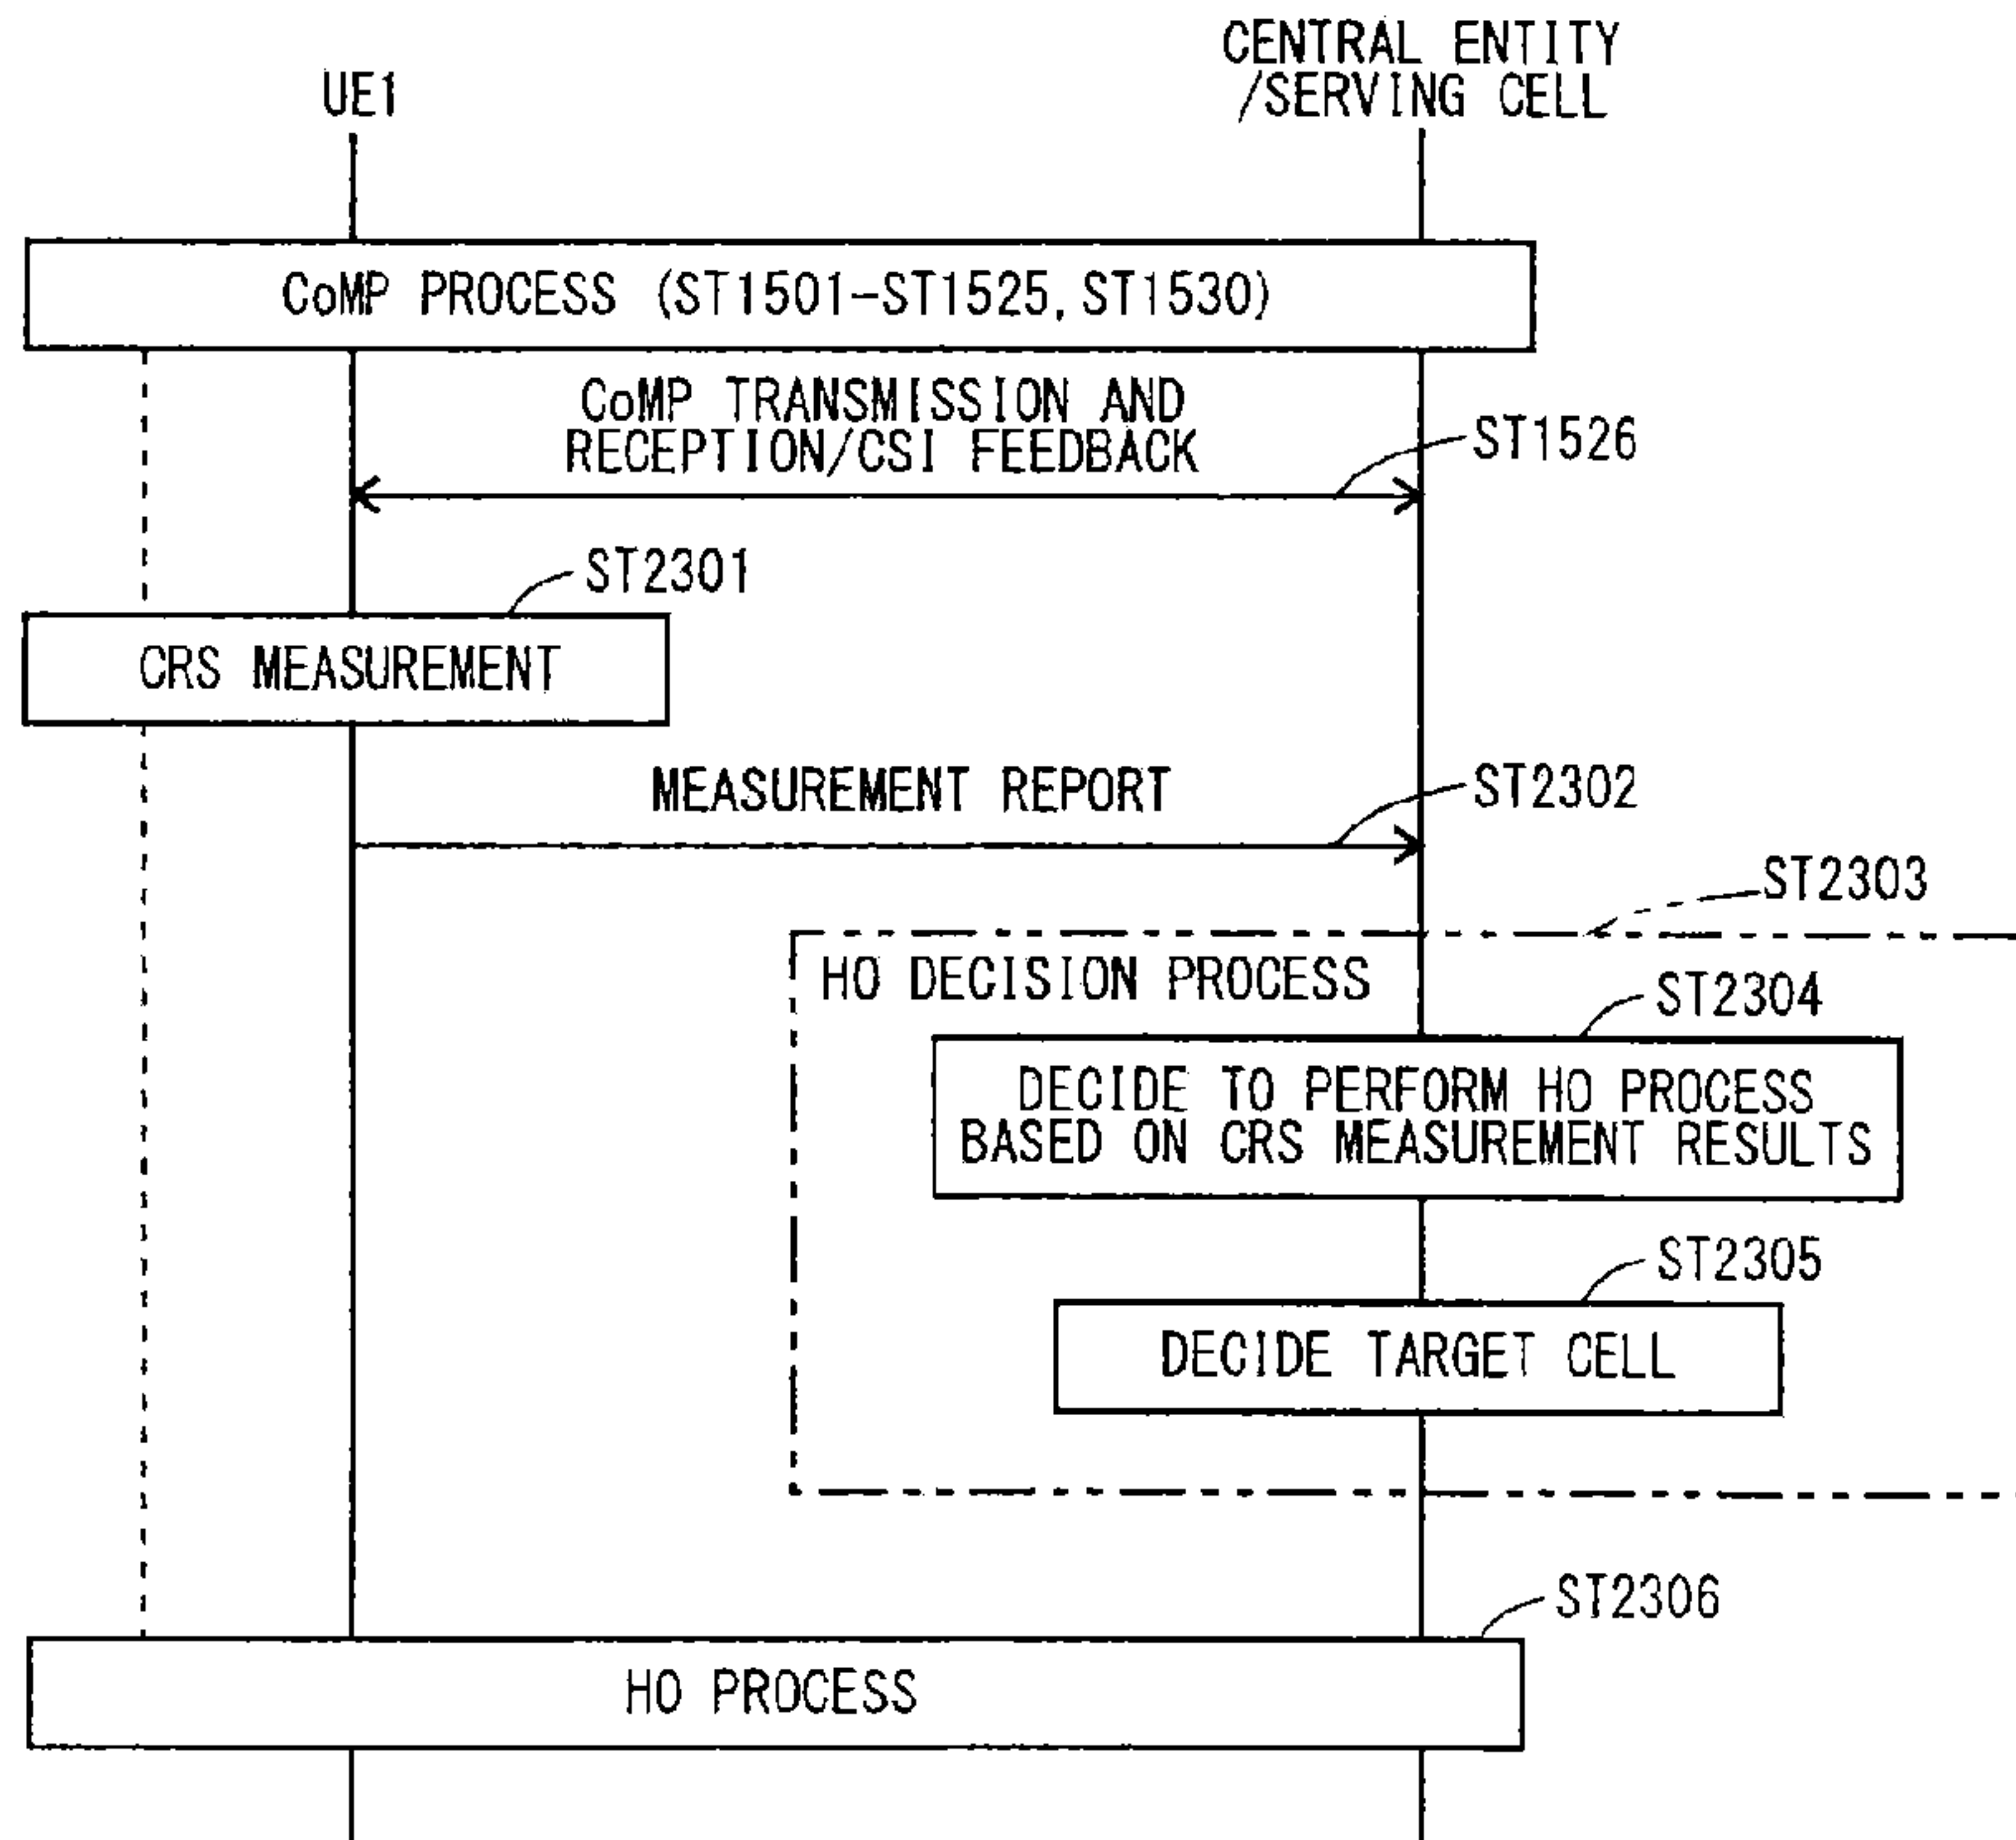 UE1
CENTRAL ENTITY
/SERVING CELL
CoMP PROCESS (ST1501-ST1525, ST1530)
CoMP TRANSMISSION AND
RECEPTION/CSI FEEDBACK
ST1526
ST2301
CRS MEASUREMENT
MEASUREMENT REPORT
ST2302
ST2303
HO DECISION PROCESS
ST2304
DECIDE TO PERFORM HO PROCESS
BASED ON CRS MEASUREMENT RESULTS
ST2305
DECIDE TARGET CELL
ST2306
HO PROCESS